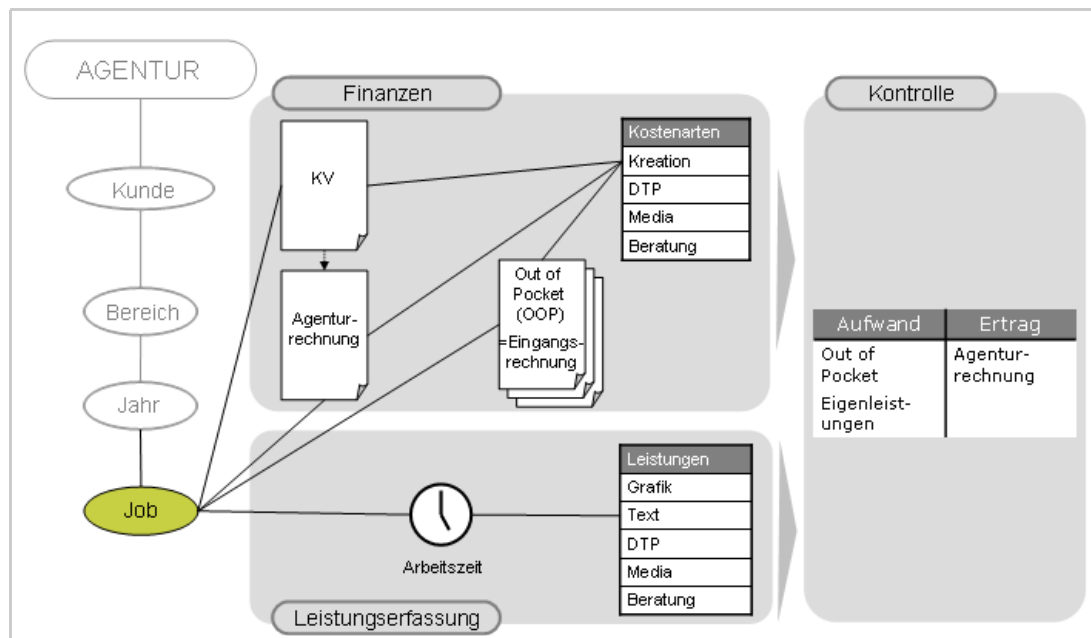 AGENTUR
Kunde
Bereich
Jahr
Job
Finanzen
KV
Agentur-
rechnung
Out of
Pocket
(OOP)
=Eingangs-
rechnung
Kostenarten
Kreation
DTP
Media
Beratung
Arbeitszeit
Leistungen
Grafik
Text
DTP
Media
Beratung
Leistungserfassung
Kontrolle
Aufwand
Ertrag
Out of
Pocket
Eigenleist-
ungen
Agentur-
rechnung